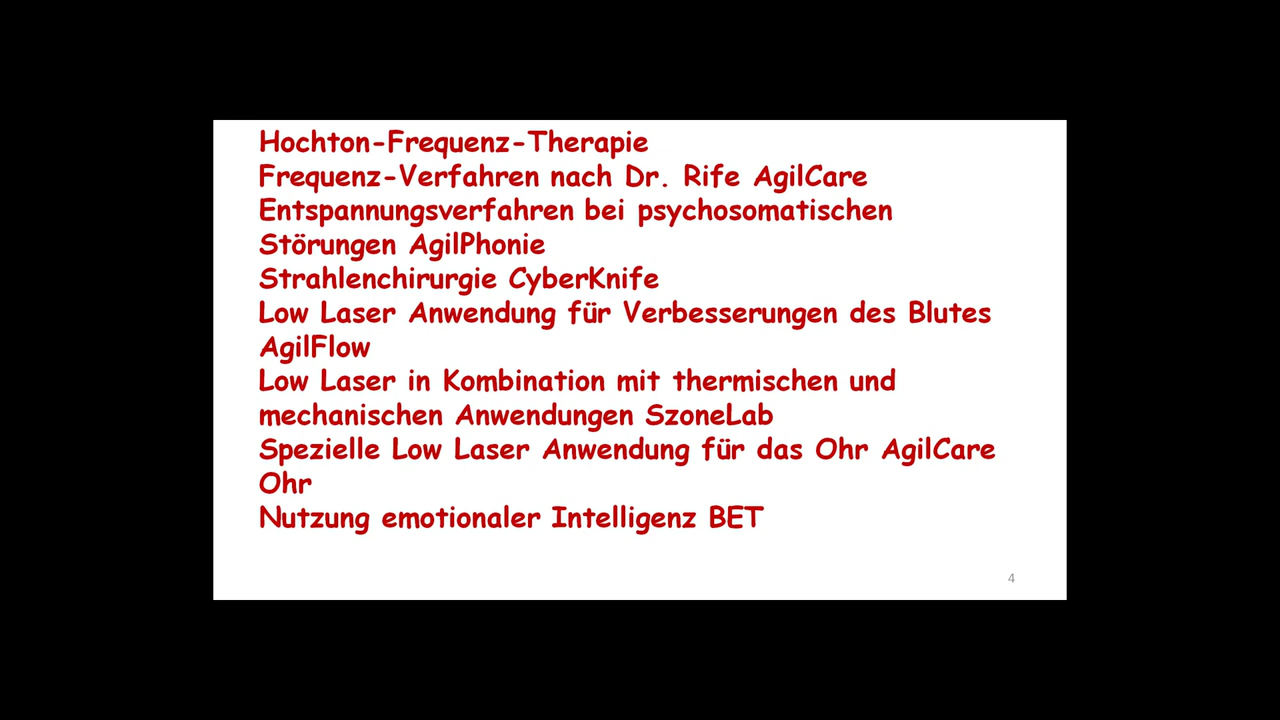 Hochton-Frequenz-Therapie
Frequenz-Verfahren nach Dr. Rife AgilCare
Entspannungsverfahren bei psychosomatischen
Störungen AgilPhonie
Strahlenchirurgie CyberKnife
Low Laser Anwendung für Verbesserungen des Blutes
AgilFlow
Low Laser in Kombination mit thermischen und
mechanischen Anwendungen SzoneLab
Spezielle Low Laser Anwendung für das Ohr AgilCare
Ohr
Nutzung emotionaler Intelligenz BET
4